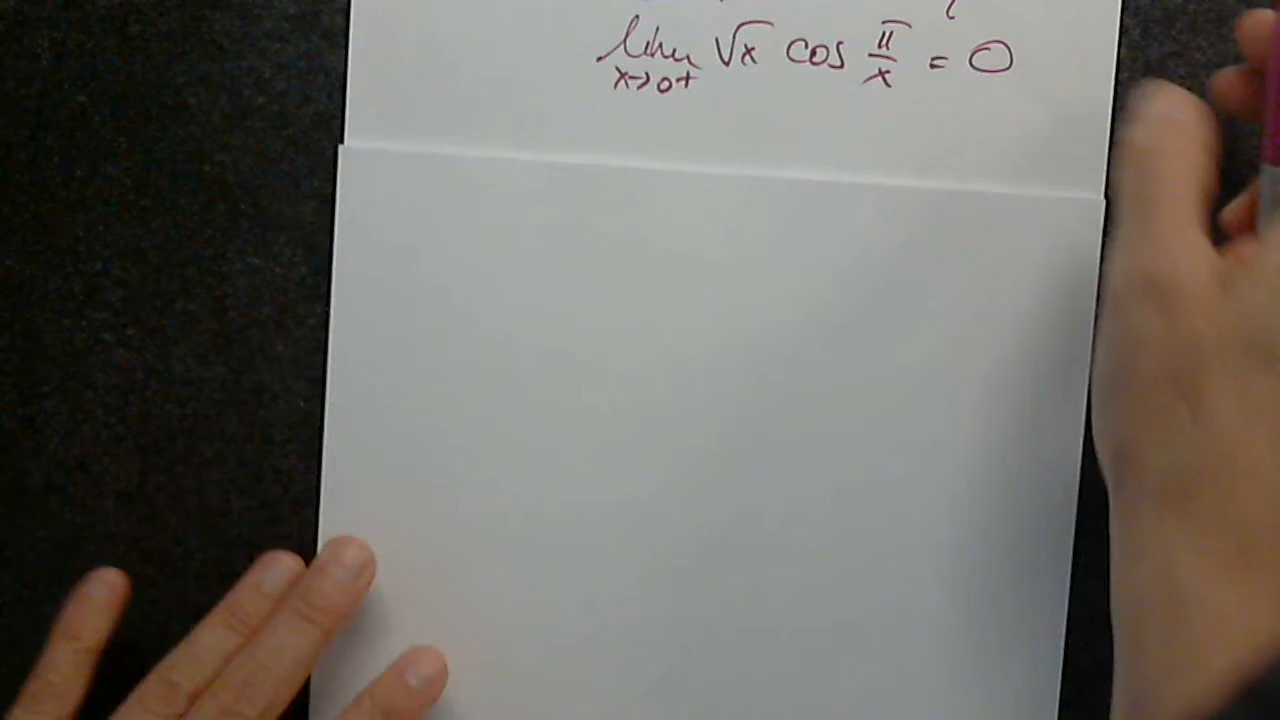 lim √x cos π/x = 0
x→0+